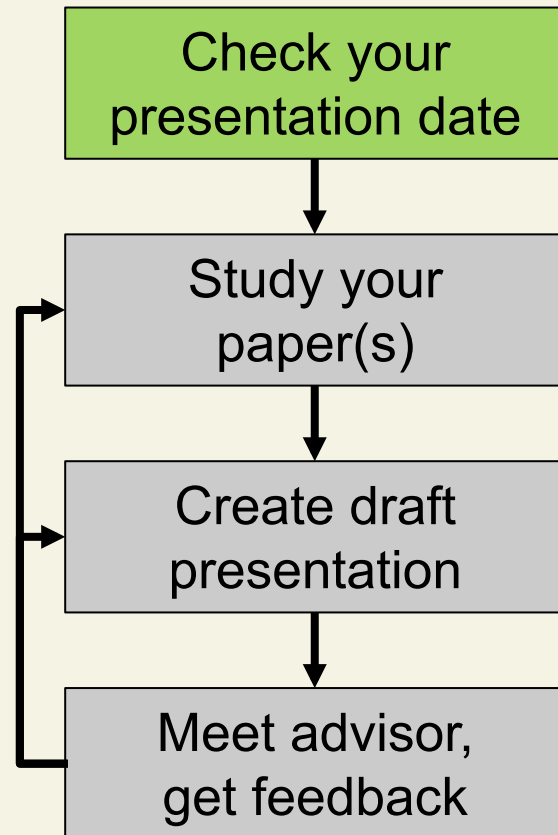 Check your
presentation date
Study your
paper(s)
Create draft
presentation
Meet advisor,
get feedback